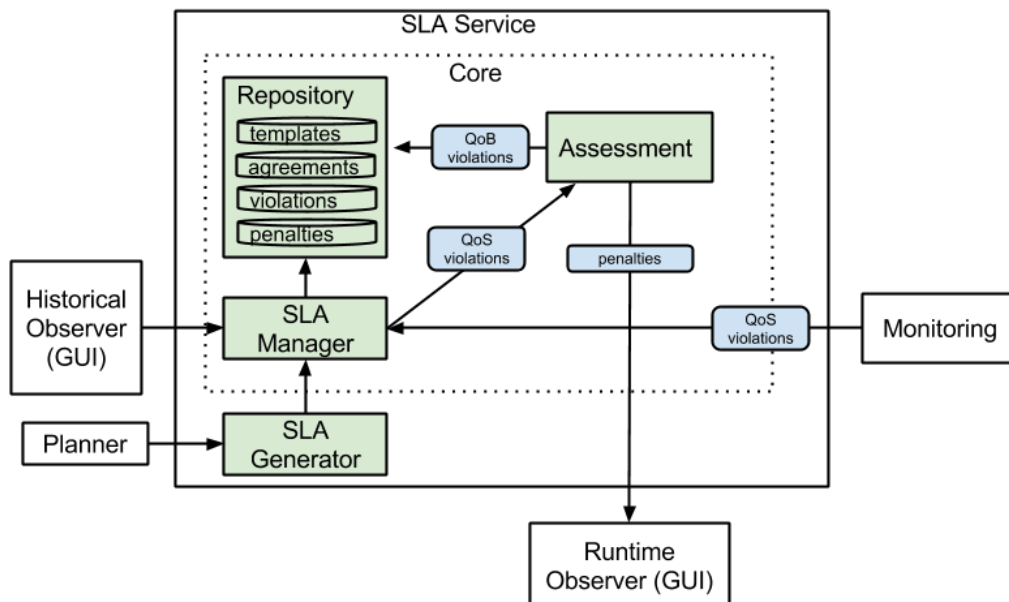 SLA Service
Core
Repository
templates
agreements
violations
penalties
QoB
violations
Assessment
QoS
violations
penalties
Historical
Observer
(GUI)
SLA
Manager
QoS
violations
Monitoring
Planner
SLA
Generator
Runtime
Observer (GUI)